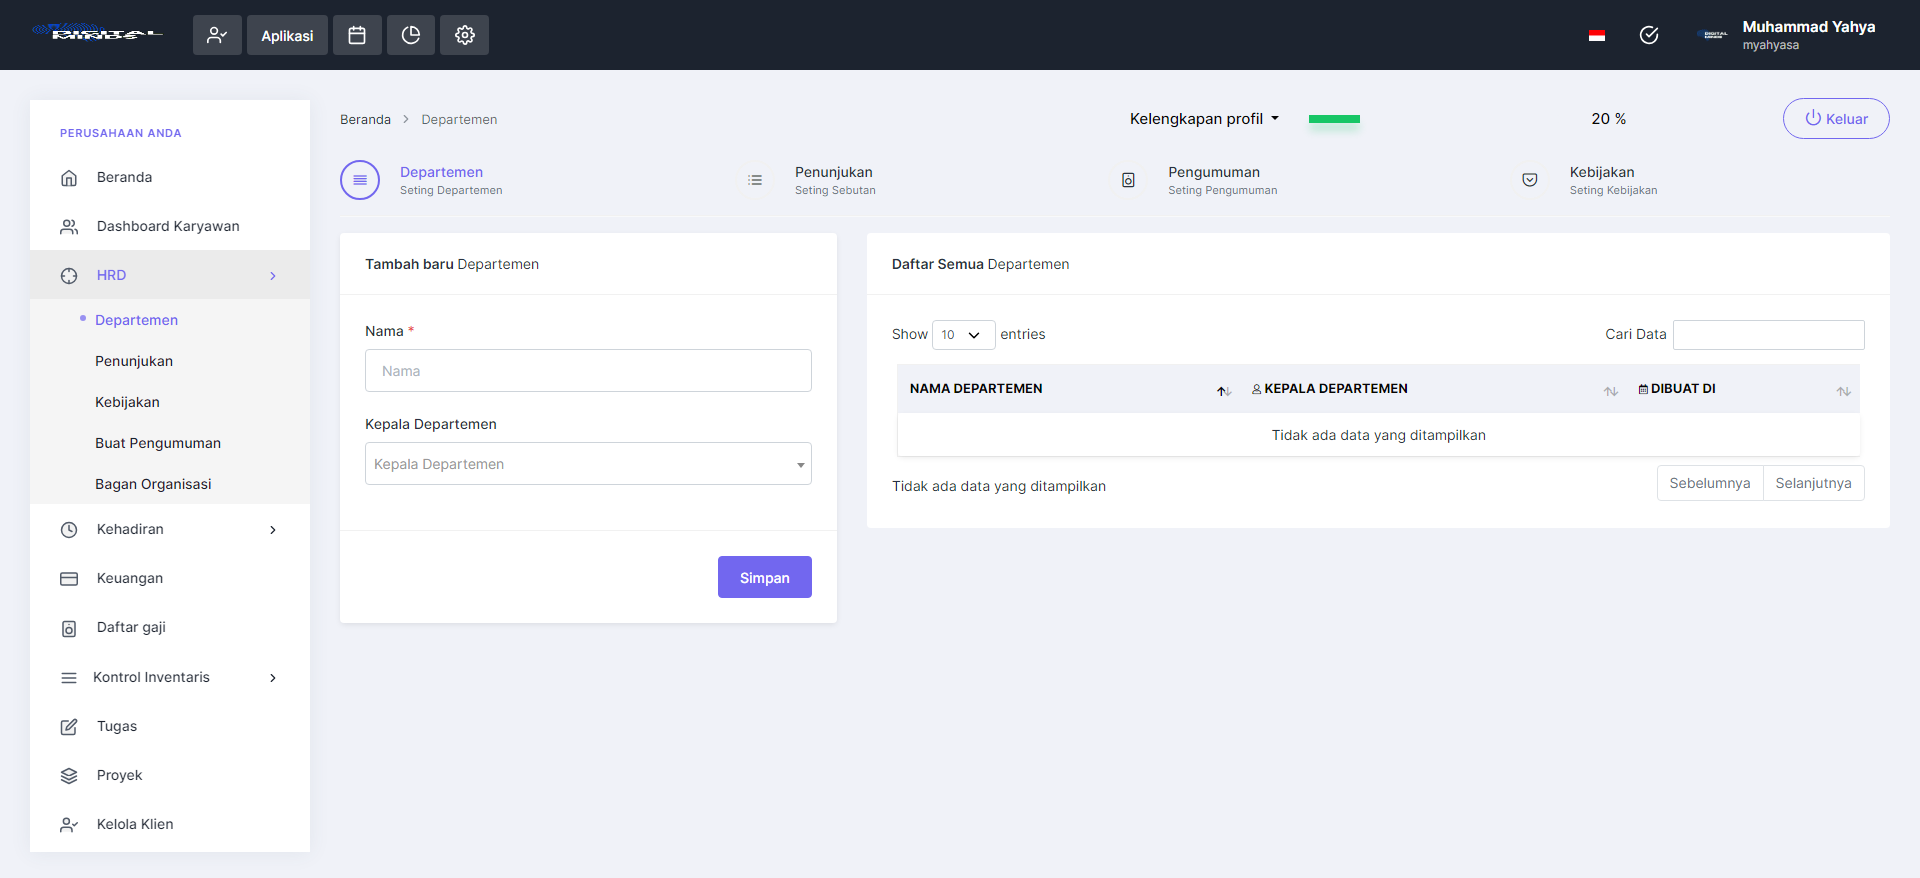 DIGITAL MINDS
Aplikasi
Muhammad Yahya
myahyasa
PERUSAHAAN ANDA
Beranda
Dashboard Karyawan
HRD
Departemen
Penunjukan
Kebijakan
Buat Pengumuman
Bagan Organisasi
Kehadiran
Keuangan
Daftar gaji
Kontrol Inventaris
Tugas
Proyek
Kelola Klien
Beranda > Departemen
Kelengkapan profil
20 %
Keluar
Departemen
Seting Departemen
Penunjukan
Seting Sebutan
Pengumuman
Seting Pengumuman
Kebijakan
Seting Kebijakan
Tambah baru Departemen
Nama *
Nama
Kepala Departemen
Kepala Departemen
Simpan
Daftar Semua Departemen
Show 10 entries
Cari Data
NAMA DEPARTEMEN KEPALA DEPARTEMEN DIBUAT DI
Tidak ada data yang ditampilkan
Tidak ada data yang ditampilkan
Sebelumnya Selanjutnya